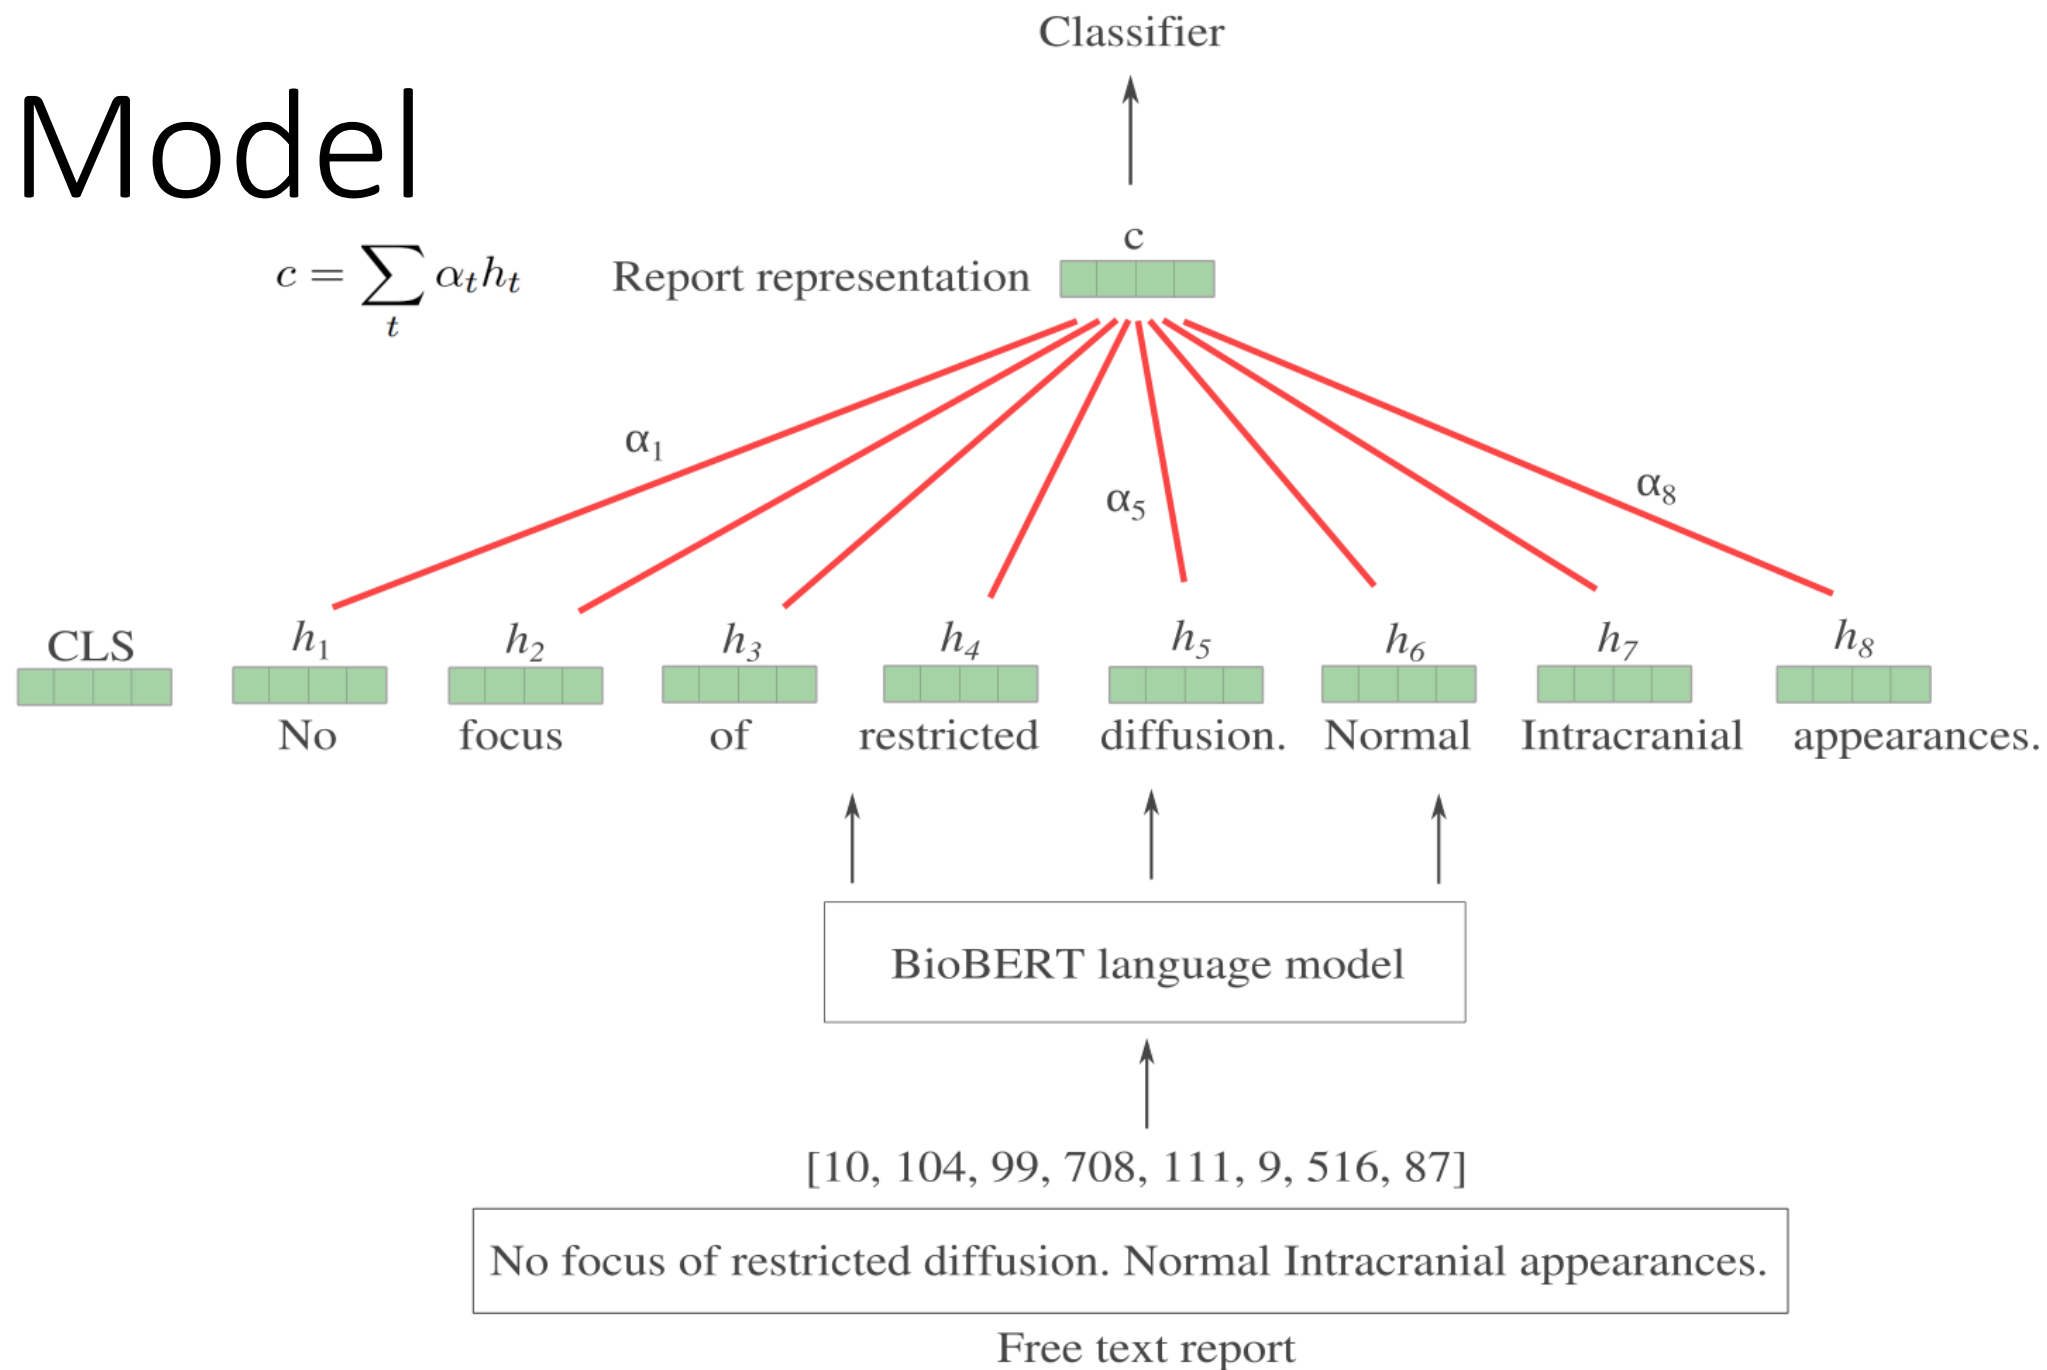 Classifier
Model
c
c = ∑ αₜhₜ
t
Report representation
α₁
α₅
α₈
CLS h₁ h₂ h₃ h₄ h₅ h₆ h₇ h₈
No focus of restricted diffusion. Normal Intracranial appearances.
BioBERT language model
[10, 104, 99, 708, 111, 9, 516, 87]
No focus of restricted diffusion. Normal Intracranial appearances.
Free text report